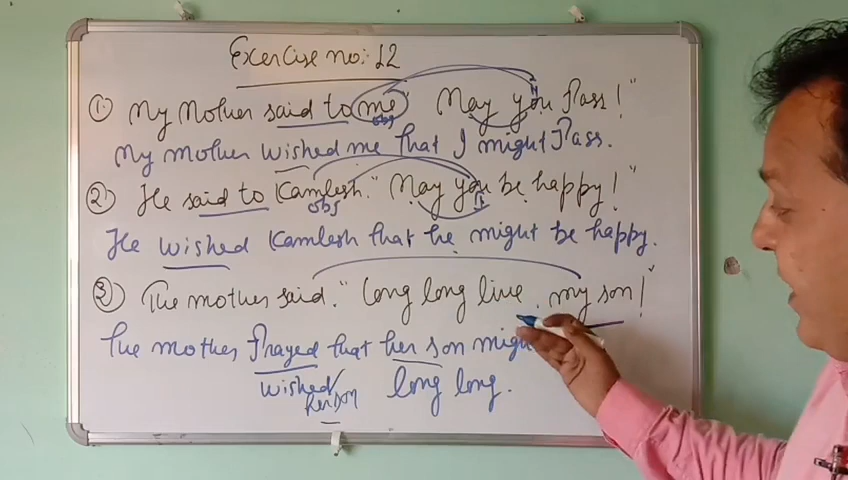 Exercise no: 12
① My Mother said to me " May you Pass ! "
obj
My mother wished me that I might Pass.
② He said to Kamlesh. " May you be happy ! "
obj
He wished Kamlesh that he might be happy.
③ The mother said. " Long long live , my son ! "
The mother Prayed that her son migh
wished long long.
her son